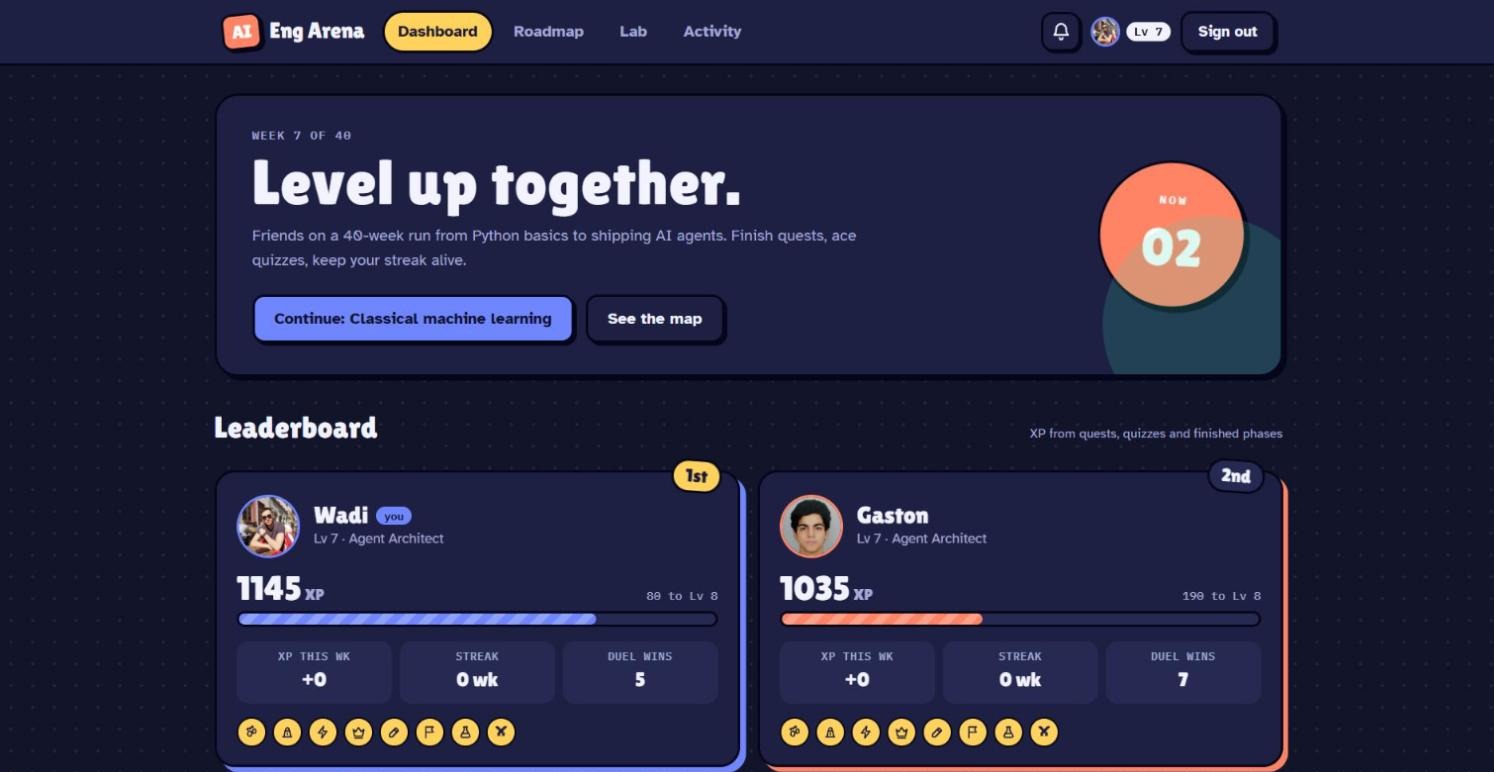 AI Eng Arena Dashboard Roadmap Lab Activity Lv 7 Sign out
WEEK 7 OF 40
Level up together.
Friends on a 40-week run from Python basics to shipping AI agents. Finish quests, ace
quizzes, keep your streak alive.
Continue: Classical machine learning See the map
NOW
02
Leaderboard
XP from quests, quizzes and finished phases
1st
Wadi you
Lv 7 · Agent Architect
1145 XP
80 to Lv 8
XP THIS WK STREAK DUEL WINS
+0 0 wk 5
2nd
Gaston
Lv 7 · Agent Architect
1035 XP
190 to Lv 8
XP THIS WK STREAK DUEL WINS
+0 0 wk 7